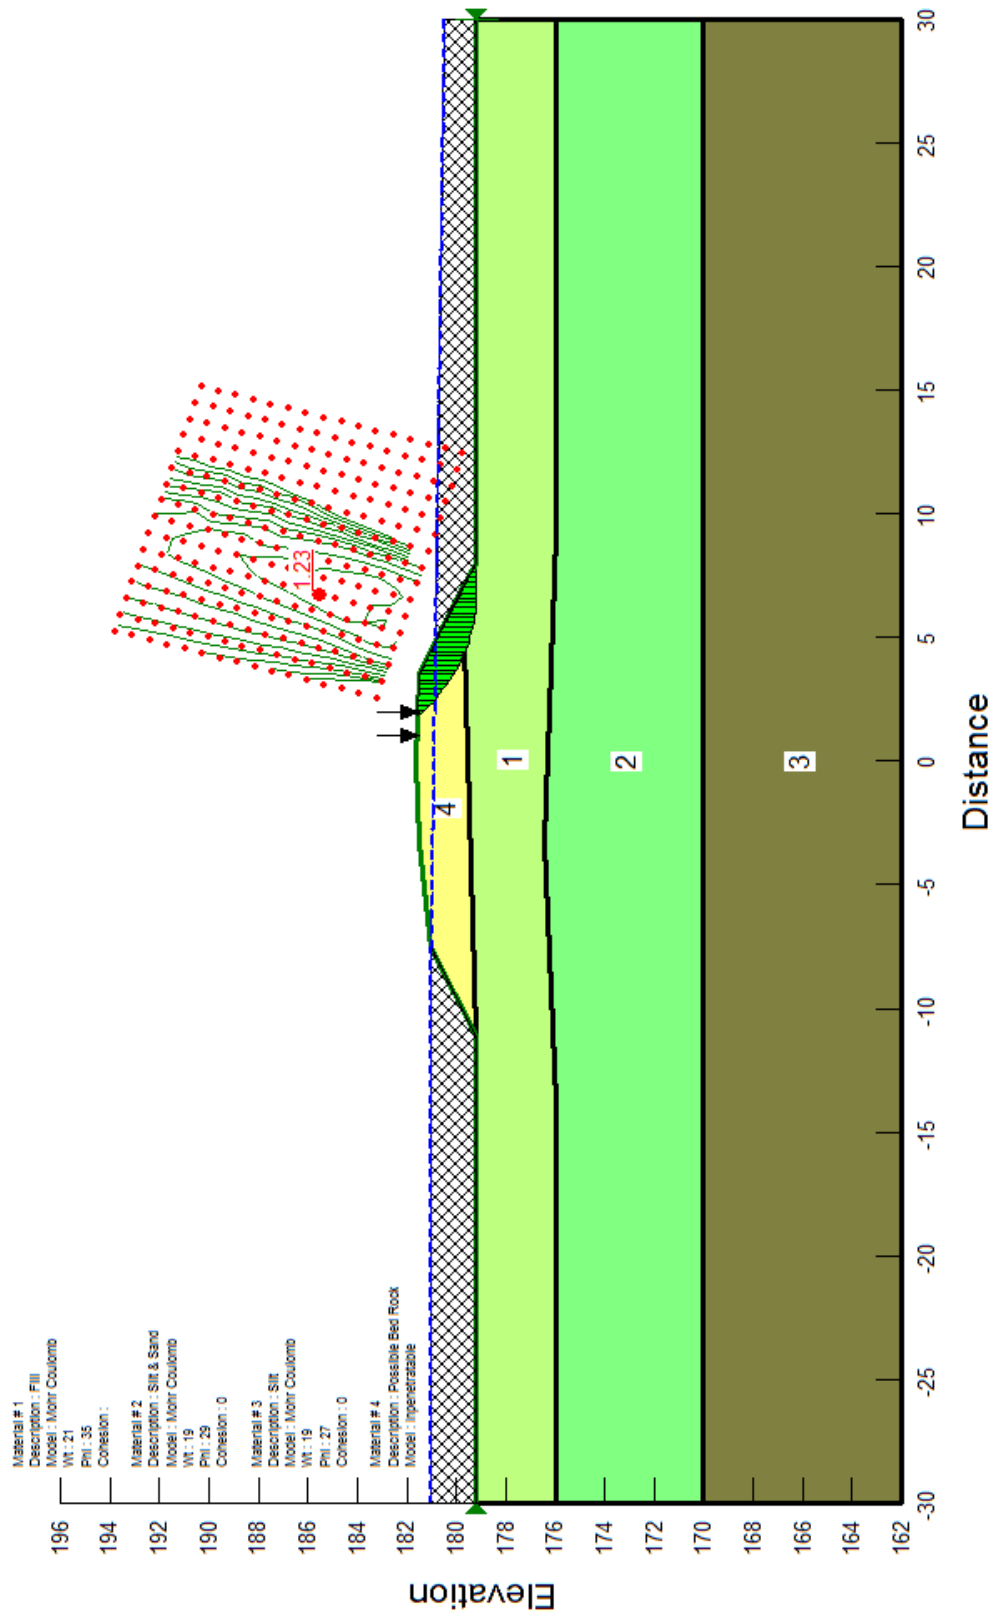 Material # 1
Description : Fill
Model : Mohr Coulomb
Wt : 21
Phi : 35
Cohesion :
Material # 2
Description : Silt & Sand
Model : Mohr Coulomb
Wt : 19
Phi : 29
Cohesion : 0
Material # 3
Description : Silt
Model : Mohr Coulomb
Wt : 19
Phi : 27
Cohesion : 0
Material # 4
Description : Possible Bed Rock
Model : Inpenetratable
1.23
4
1
2
3
Elevation
196
194
192
190
188
186
184
182
180
178
176
174
172
170
168
166
164
162
-30
-25
-20
-15
-10
-5
0
5
10
15
20
25
30
Distance